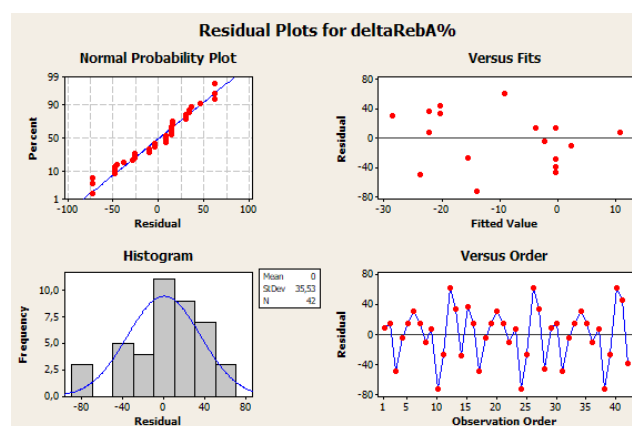 Residual Plots for deltaRebA%
Normal Probability Plot
Versus Fits
99
90
50
10
1
Percent
-100
-50
0
50
100
Residual
80
40
0
-40
-80
Residual
-30
-20
-10
0
10
Fitted Value
Histogram
Versus Order
10,0
7,5
5,0
2,5
0,0
Frequency
-80
-40
0
40
80
Residual
Mean 0
StDev 35,53
N 42
80
40
0
-40
-80
Residual
1
5
10
15
20
25
30
35
40
Observation Order